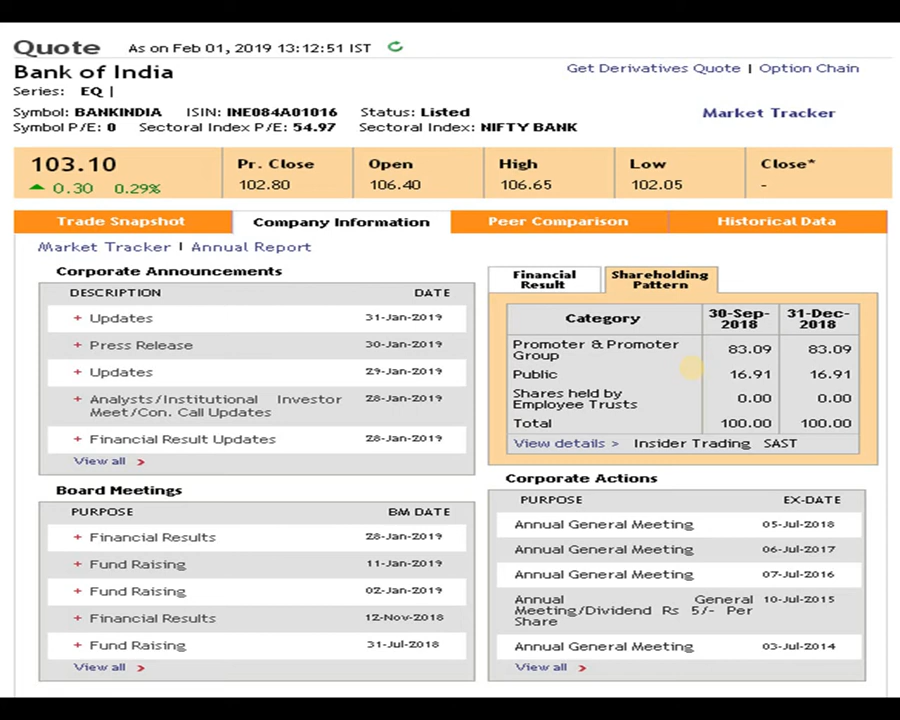 Quote As on Feb 01, 2019 13:12:51 IST
Bank of India
Get Derivatives Quote | Option Chain
Series: EQ |
Symbol: BANKINDIA ISIN: INE084A01016 Status: Listed
Market Tracker
Symbol P/E: 0 Sectoral Index P/E: 54.97 Sectoral Index: NIFTY BANK
103.10 Pr. Close Open High Low Close*
0.30 0.29% 102.80 106.40 106.65 102.05 -
Trade Snapshot Company Information Peer Comparison Historical Data
Market Tracker | Annual Report
Corporate Announcements
DESCRIPTION DATE
+ Updates 31-Jan-2019
+ Press Release 30-Jan-2019
+ Updates 29-Jan-2019
+ Analysts/Institutional Investor 28-Jan-2019
Meet/Con. Call Updates
+ Financial Result Updates 28-Jan-2019
View all >
Financial Shareholding
Result Pattern
Category 30-Sep- 31-Dec-
2018 2018
Promoter & Promoter 83.09 83.09
Group
Public 16.91 16.91
Shares held by 0.00 0.00
Employee Trusts
Total 100.00 100.00
View details > Insider Trading SAST
Board Meetings
PURPOSE BM DATE
+ Financial Results 28-Jan-2019
+ Fund Raising 11-Jan-2019
+ Fund Raising 02-Jan-2019
+ Financial Results 12-Nov-2018
+ Fund Raising 31-Jul-2018
View all >
Corporate Actions
PURPOSE EX-DATE
Annual General Meeting 05-Jul-2018
Annual General Meeting 06-Jul-2017
Annual General Meeting 07-Jul-2016
Annual General 10-Jul-2015
Meeting/Dividend Rs 5/- Per
Share
Annual General Meeting 03-Jul-2014
View all >